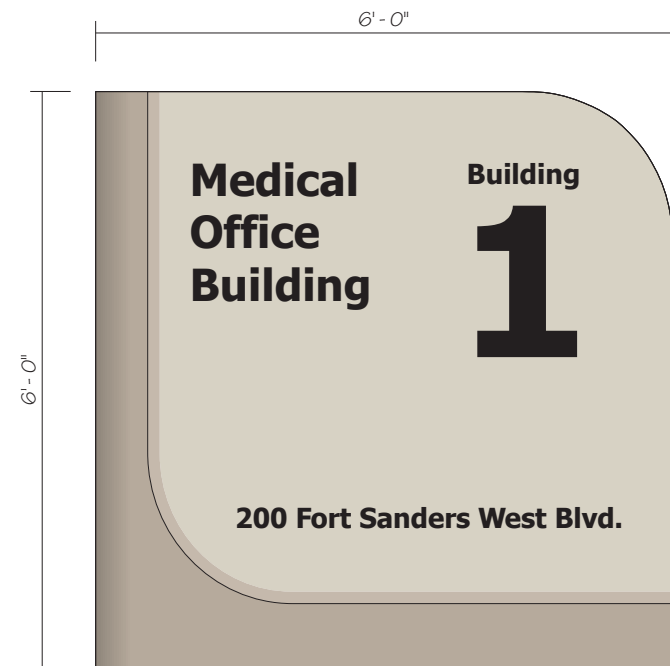 6'- 0"
Medical
Office
Building
Building
1
6'- 0"
200 Fort Sanders West Blvd.